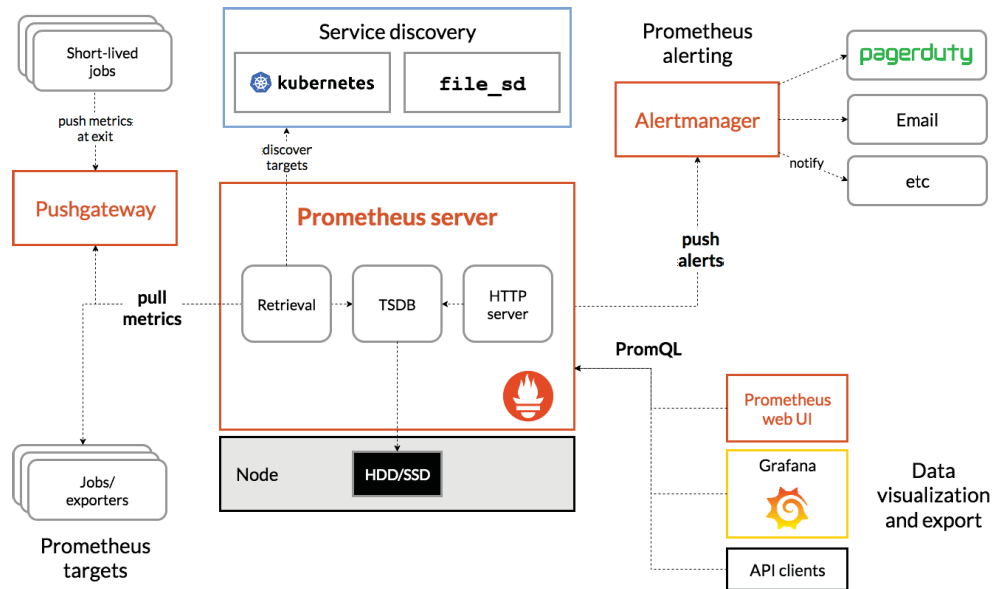 Short-lived
jobs
push metrics
at exit
Pushgateway
pull
metrics
Jobs/
exporters
Prometheus
targets
Service discovery
kubernetes
file_sd
discover
targets
Prometheus server
Retrieval
TSDB
HTTP
server
Node
HDD/SSD
Prometheus
alerting
Alertmanager
push
alerts
notify
pagerduty
Email
etc
PromQL
Prometheus
web UI
Grafana
API clients
Data
visualization
and export